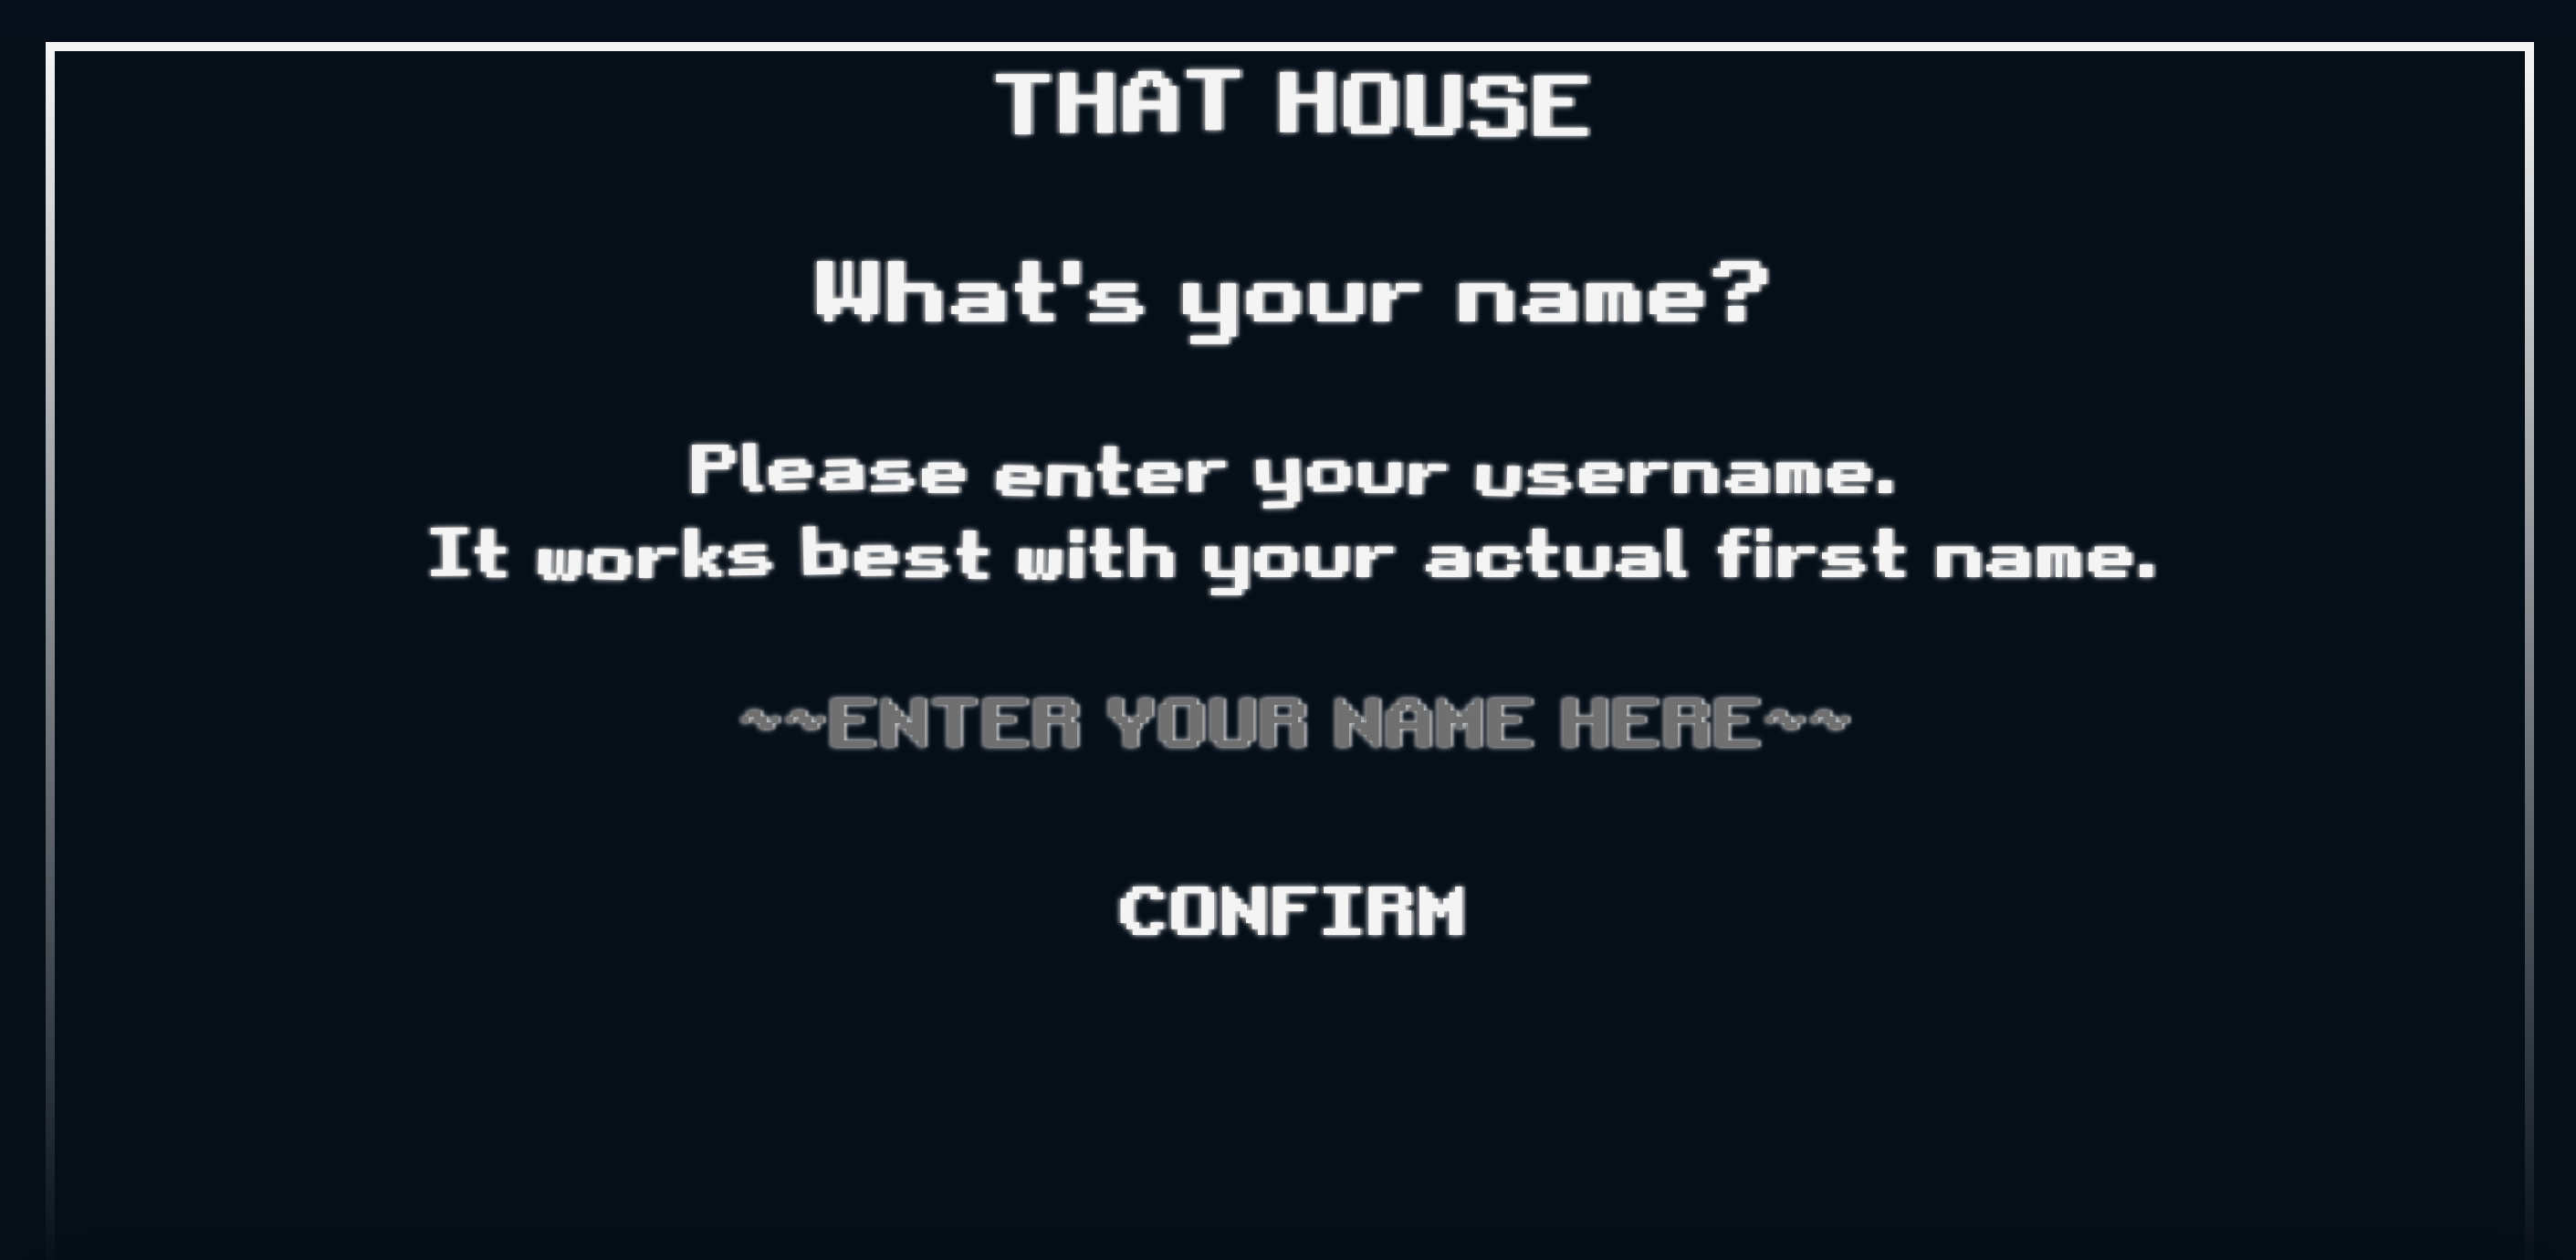 THAT HOUSE
What's your name?
Please enter your username.
It works best with your actual first name.
~~ENTER YOUR NAME HERE~~
CONFIRM